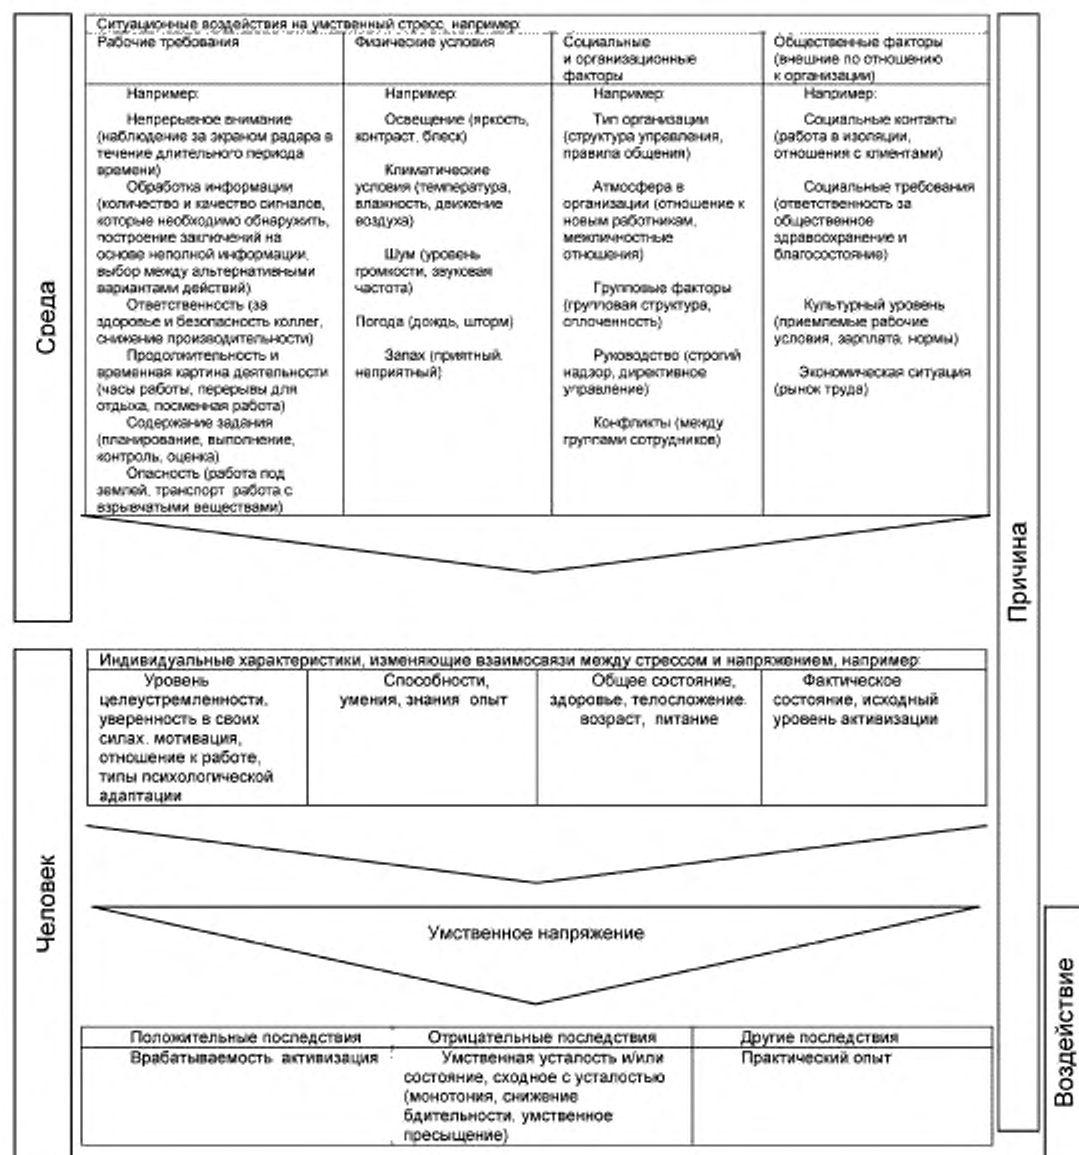 Ситуационные воздействия на умственный стресс, например:
Рабочие требования
Например:
Непрерывное внимание
(наблюдение за экраном радара в
течение длительного периода
времени)
Обработка информации
(количество и качество сигналов,
которые необходимо обнаружить,
построение заключений на
основе неполной информации,
выбор между альтернативными
вариантами действий)
Ответственность (за
здоровье и безопасность коллег,
снижение производительности)
Продолжительность и
временная картина деятельности
(часы работы, перерывы для
отдыха, посменная работа)
Содержание задания
(планирование, выполнение,
контроль, оценка)
Опасность (работа под
землей, транспорт работа с
взрывчатыми веществами)
Физические условия
Например:
Освещение (яркость,
контраст, блеск)
Климатические
условия (температура,
влажность, движение
воздуха)
Шум (уровень
громкости, звуковая
частота)
Погода (дождь, шторм)
Запах (приятный,
неприятный)
Социальные
и организационные
факторы
Например:
Тип организации
(структура управления,
правила общения)
Атмосфера в
организации (отношение к
новым работникам,
межличностные
отношения)
Групповые факторы
(групповая структура,
сплоченность)
Руководство (строгий
надзор, директивное
управление)
Конфликты (между
группами сотрудников)
Общественные факторы
(внешние по отношению
к организации)
Например:
Социальные контакты
(работа в изоляции,
отношения с клиентами)
Социальные требования
(ответственность за
общественное
здравоохранение и
благосостояние)
Культурный уровень
(приемлемые рабочие
условия, зарплата, нормы)
Экономическая ситуация
(рынок труда)
Среда
Причина
Индивидуальные характеристики, изменяющие взаимосвязи между стрессом и напряжением, например:
Уровень
целеустремленности,
уверенность в своих
силах, мотивация,
отношение к работе,
типы психологической
адаптации
Способности,
умения, знания опыт
Общее состояние,
здоровье, телосложение,
возраст, питание
Фактическое
состояние, исходный
уровень активизации
Человек
Умственное напряжение
Воздействие
Положительные последствия
Врабатываемость активизация
Отрицательные последствия
Умственная усталость и/или
состояние, сходное с усталостью
(монотония, снижение
бдительности, умственное
пресыщение)
Другие последствия
Практический опыт